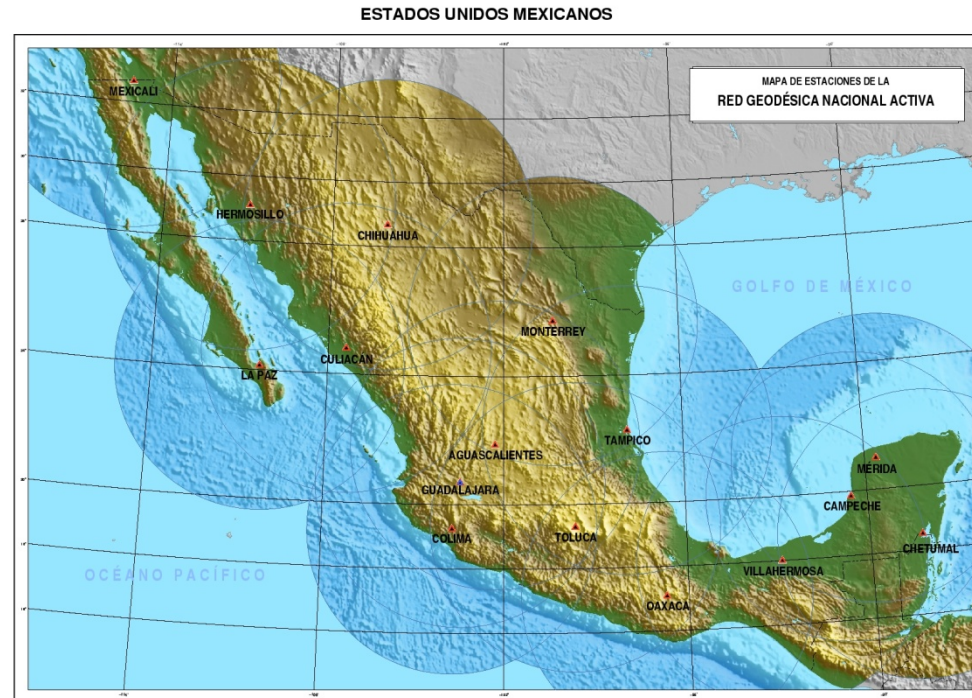 ESTADOS UNIDOS MEXICANOS
MAPA DE ESTACIONES DE LA
RED GEODÉSICA NACIONAL ACTIVA
MEXICALI
HERMOSILLO
CHIHUAHUA
GOLFO DE MÉXICO
MONTERREY
CULIACAN
LA PAZ
TAMPICO
AGUASCALIENTES
MÉRIDA
GUADALAJARA
CAMPECHE
COLIMA
TOLUCA
CHETUMAL
VILLAHERMOSA
OCÉANO PACÍFICO
OAXACA